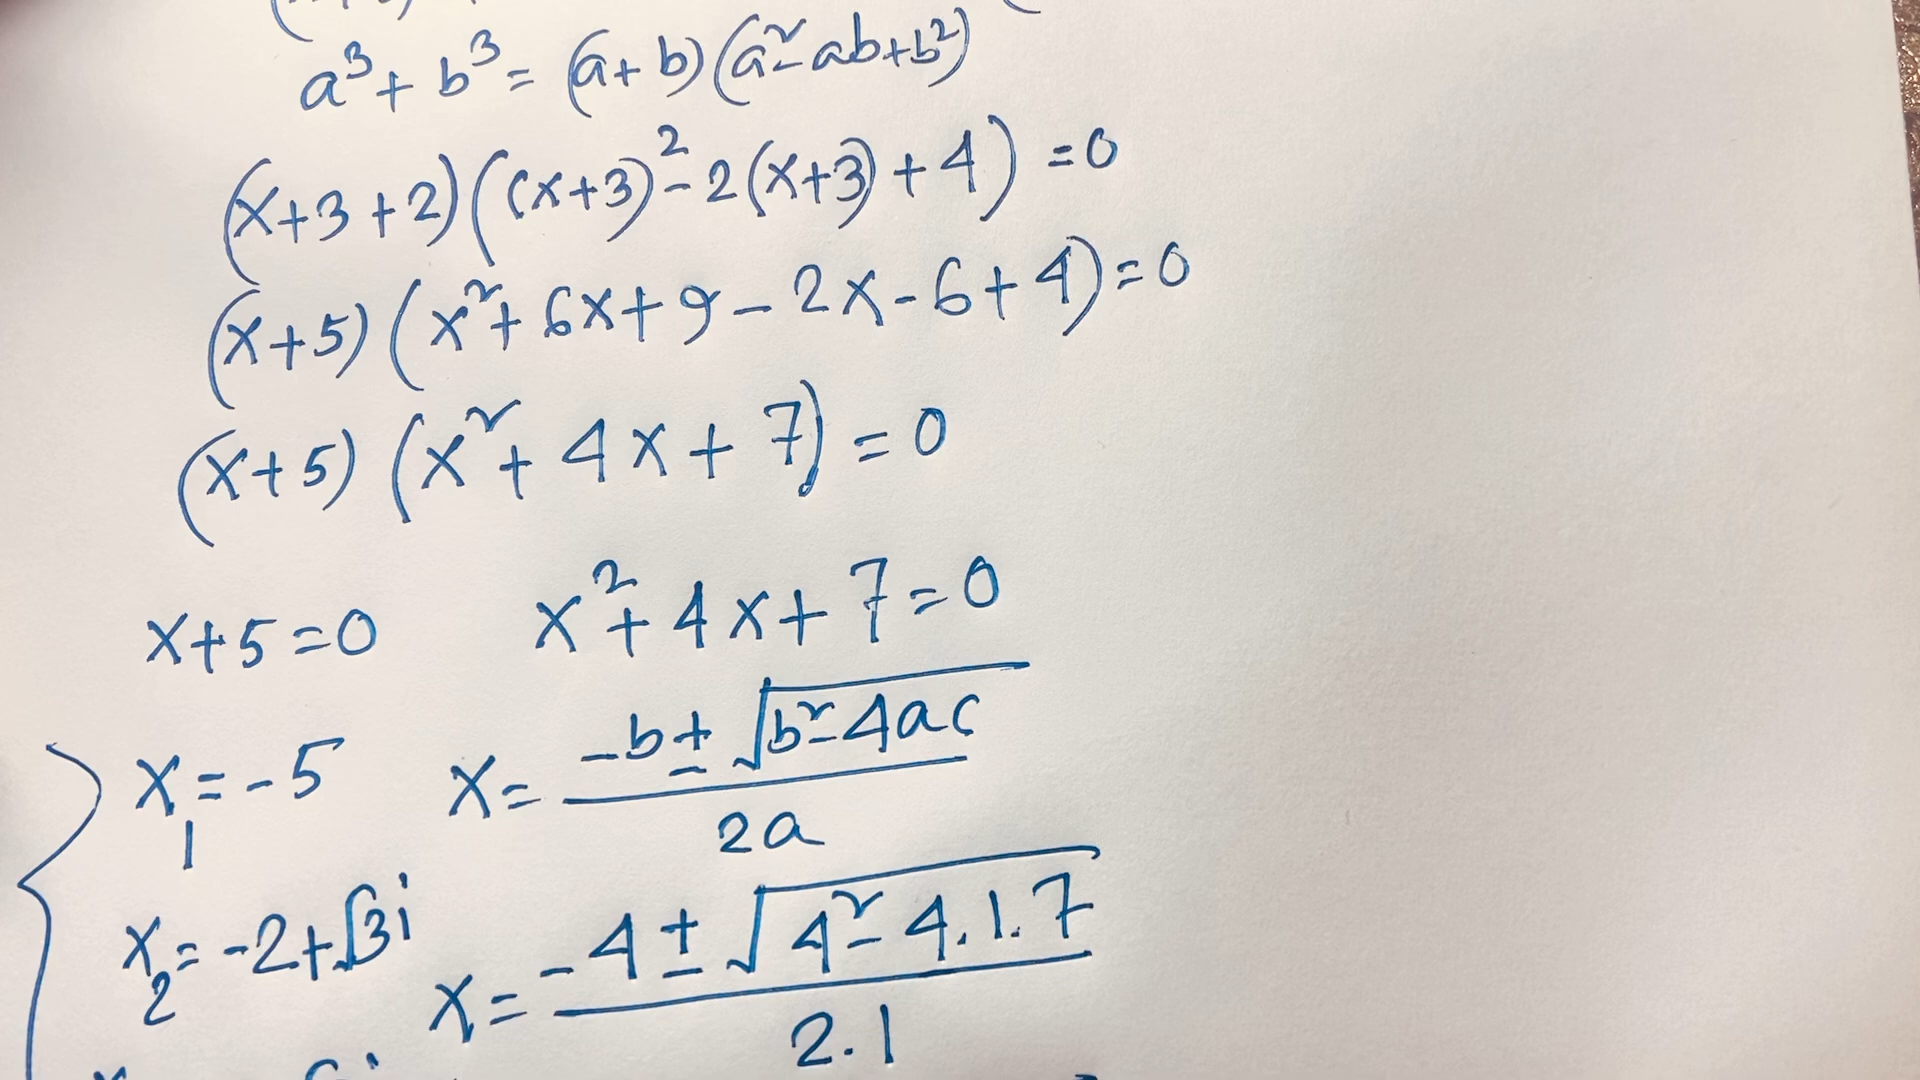 a³ + b³ = (a + b)(a² - ab + b²)
(x+3+2)((x+3)² - 2(x+3) + 4) = 0
(x+5)(x² + 6x + 9 - 2x - 6 + 4) = 0
(x+5)(x² + 4x + 7) = 0
x+5=0 x² + 4x + 7 = 0
x₁ = -5 x = (-b ± √(b² - 4ac)) / 2a
x₂ = -2+√3i x = (-4 ± √(4² - 4.1.7)) / 2.1